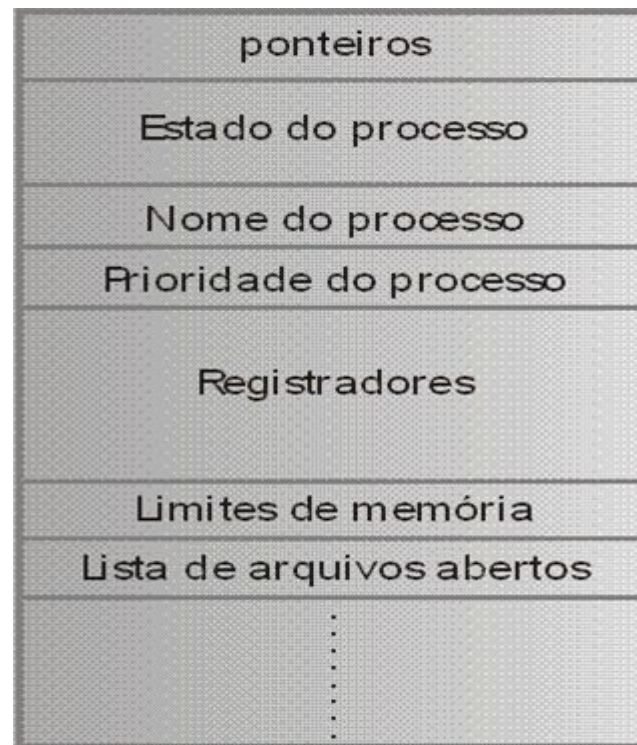 ponteiros
Estado do processo
Nome do processo
Prioridade do processo
Registradores
Limites de memória
Lista de arquivos abertos